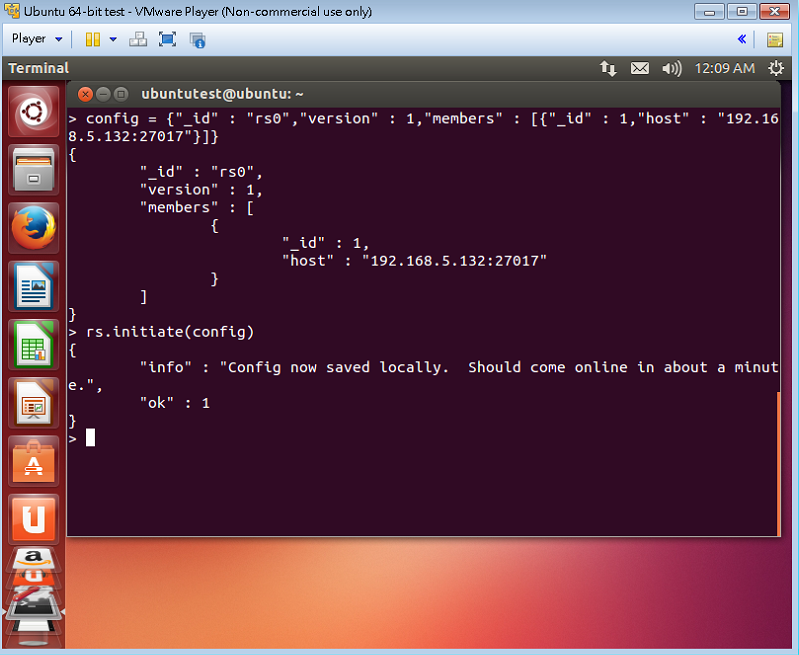 Ubuntu 64-bit test - VMware Player (Non-commercial use only)
Player
Terminal
12:09 AM
ubuntutest@ubuntu: ~
> config = {"_id" : "rs0","version" : 1,"members" : [{"_id" : 1,"host" : "192.16
8.5.132:27017"}]}
{
"_id" : "rs0",
"version" : 1,
"members" : [
{
"_id" : 1,
"host" : "192.168.5.132:27017"
}
]
}
> rs.initiate(config)
{
"info" : "Config now saved locally.  Should come online in about a minut
e.",
"ok" : 1
}
>
a